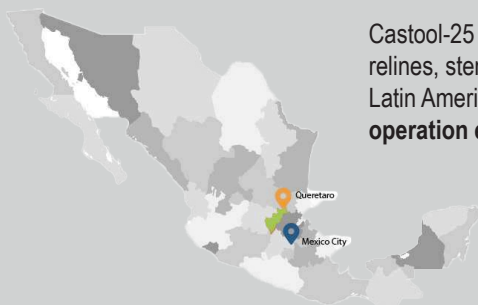 Castool-25
relines, ster
Latin Ameri
operation
Queretaro
Mexico City